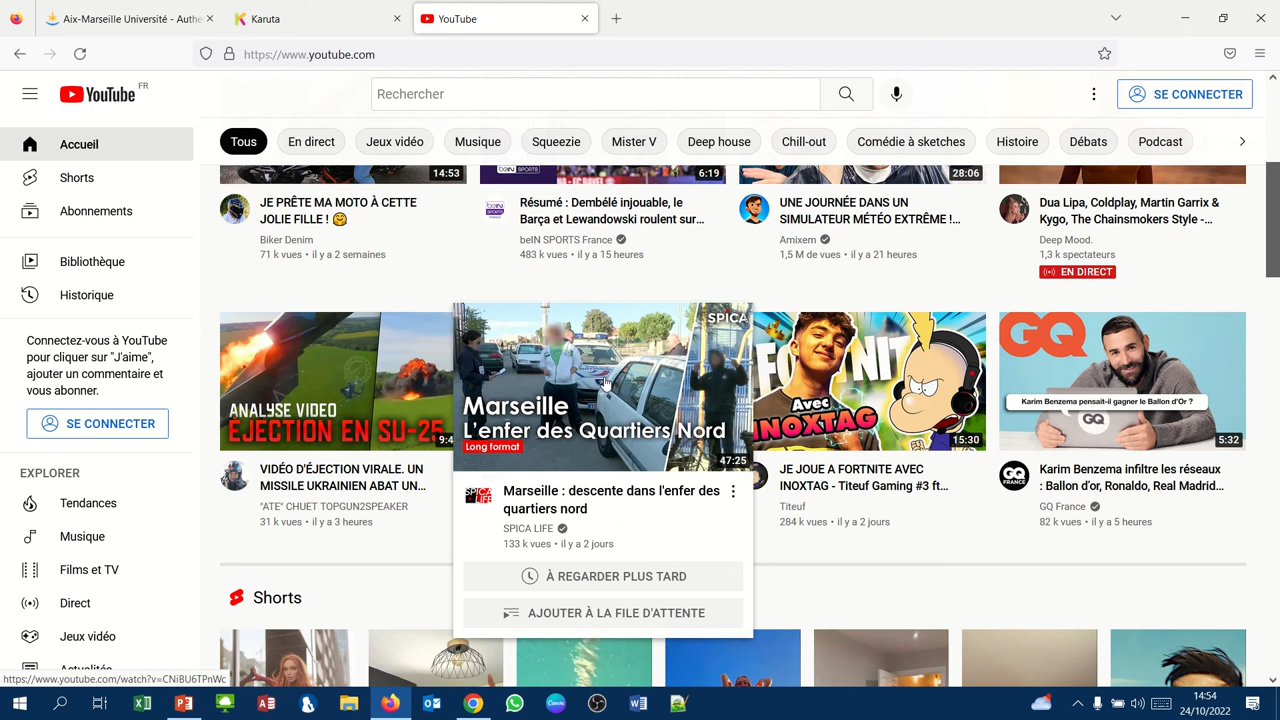 Aix-Marseille Université - Authe
Karuta
YouTube
https://www.youtube.com
YouTube FR
Rechercher
SE CONNECTER
Accueil
Tous
En direct
Jeux vidéo
Musique
Squeezie
Mister V
Deep house
Chill-out
Comédie à sketches
Histoire
Débats
Podcast
Shorts
Abonnements
Bibliothèque
Historique
Connectez-vous à YouTube
pour cliquer sur "J'aime",
ajouter un commentaire et
vous abonner.
SE CONNECTER
EXPLORER
Tendances
Musique
Films et TV
Direct
Jeux vidéo
Actualités
14:53
beIN SPORTS
6:19
28:06
JE PRÊTE MA MOTO À CETTE
JOLIE FILLE ! 🤗
Biker Denim
71 k vues • il y a 2 semaines
Résumé : Dembélé injouable, le
Barça et Lewandowski roulent sur...
beIN SPORTS France
483 k vues • il y a 15 heures
UNE JOURNÉE DANS UN
SIMULATEUR MÉTÉO EXTRÊME !...
Amixem
1,5 M de vues • il y a 21 heures
Dua Lipa, Coldplay, Martin Garrix &
Kygo, The Chainsmokers Style -...
Deep Mood.
1,3 k spectateurs
EN DIRECT
ANALYSE VIDEO
ÉJECTION EN SU-25
9:4
VIDÉO D'ÉJECTION VIRALE. UN
MISSILE UKRAINIEN ABAT UN...
"ATE" CHUET TOPGUN2SPEAKER
31 k vues • il y a 3 heures
SPICA
Marseille
L'enfer des Quartiers Nord
Long format
47:25
SPICA
LIFE
Marseille : descente dans l'enfer des
quartiers nord
SPICA LIFE
133 k vues • il y a 2 jours
À REGARDER PLUS TARD
AJOUTER À LA FILE D'ATTENTE
FORTNIT
Avec
INOXTAG
15:30
JE JOUE A FORTNITE AVEC
INOXTAG - Titeuf Gaming #3 ft...
Titeuf
284 k vues • il y a 2 jours
GQ
Karim Benzema pensait-il gagner le Ballon d'Or ?
GQ
5:32
GQ
FRANCE
Karim Benzema infiltre les réseaux
: Ballon d'or, Ronaldo, Real Madrid...
GQ France
82 k vues • il y a 5 heures
Shorts
https://www.youtube.com/watch?v=CNiBU6TPnWc
14:54
24/10/2022